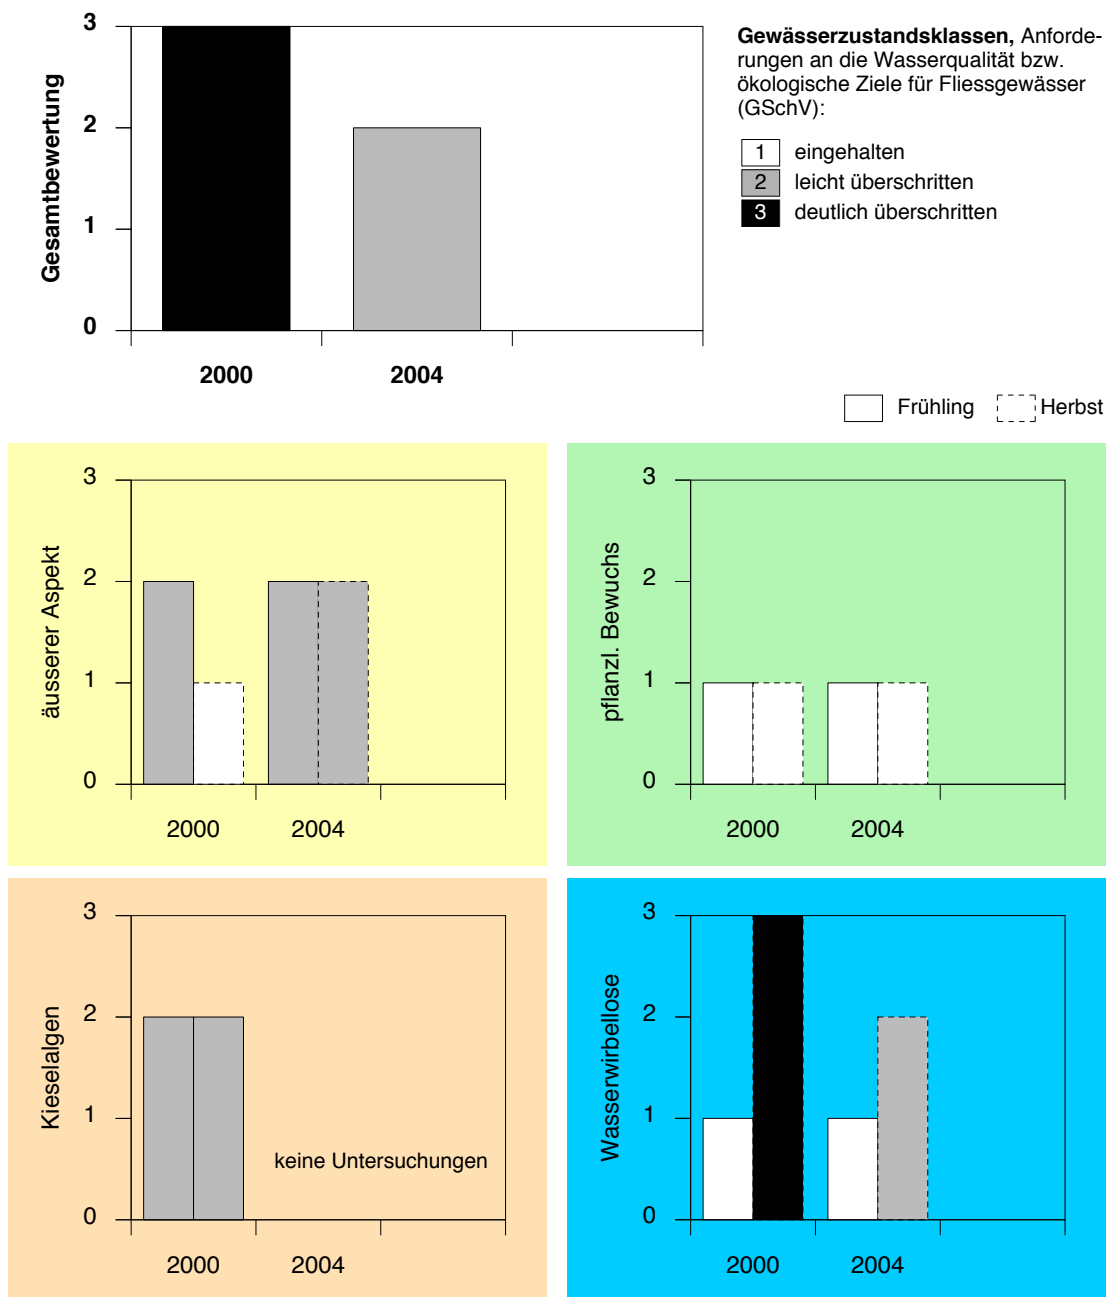 Gesamtbewertung
3
2
1
0
2000
2004
Gewässerzustandsklassen, Anforde-
rungen an die Wasserqualität bzw.
ökologische Ziele für Fliessgewässer
(GSchV):
1 eingehalten
2 leicht überschritten
3 deutlich überschritten
Frühling
Herbst
äusserer Aspekt
3
2
1
0
2000
2004
pflanzl. Bewuchs
3
2
1
0
2000
2004
Kieselalgen
3
2
1
0
keine Untersuchungen
2000
2004
Wasserwirbellose
3
2
1
0
2000
2004